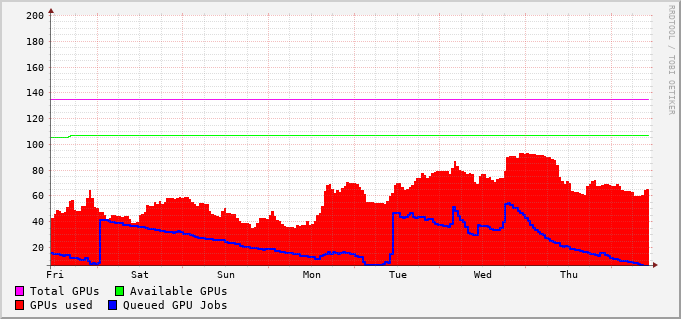 200
180
160
140
120
100
80
60
40
20
Fri Sat Sun Mon Tue Wed Thu
Total GPUs Available GPUs
GPUs used Queued GPU Jobs
RRDTOOL / TOBI OETIKER